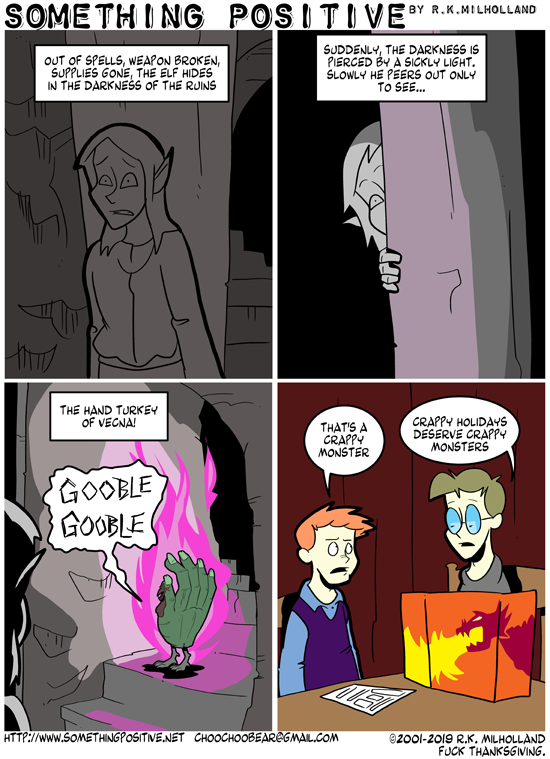 SOMETHING POSITIVE BY R.K.MILHOLLAND
OUT OF SPELLS, WEAPON BROKEN,
SUPPLIES GONE, THE ELF HIDES
IN THE DARKNESS OF THE RUINS
SUDDENLY, THE DARKNESS IS
PIERCED BY A SICKLY LIGHT.
SLOWLY HE PEERS OUT ONLY
TO SEE...
THE HAND TURKEY
OF VECNA!
GOOBLE
GOOBLE
THAT'S A
CRAPPY
MONSTER
CRAPPY HOLIDAYS
DESERVE CRAPPY
MONSTERS
HTTP://WWW.SOMETHINGPOSITIVE.NET CHOOCHOOBEAR@GMAIL.COM
©2001-2019 R.K. MILHOLLAND
FUCK THANKSGIVING.